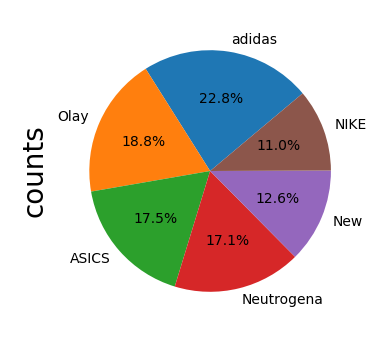 adidas
22.8%
Olay
18.8%
NIKE
11.0%
counts
12.6%
New
17.5%
17.1%
ASICS
Neutrogena